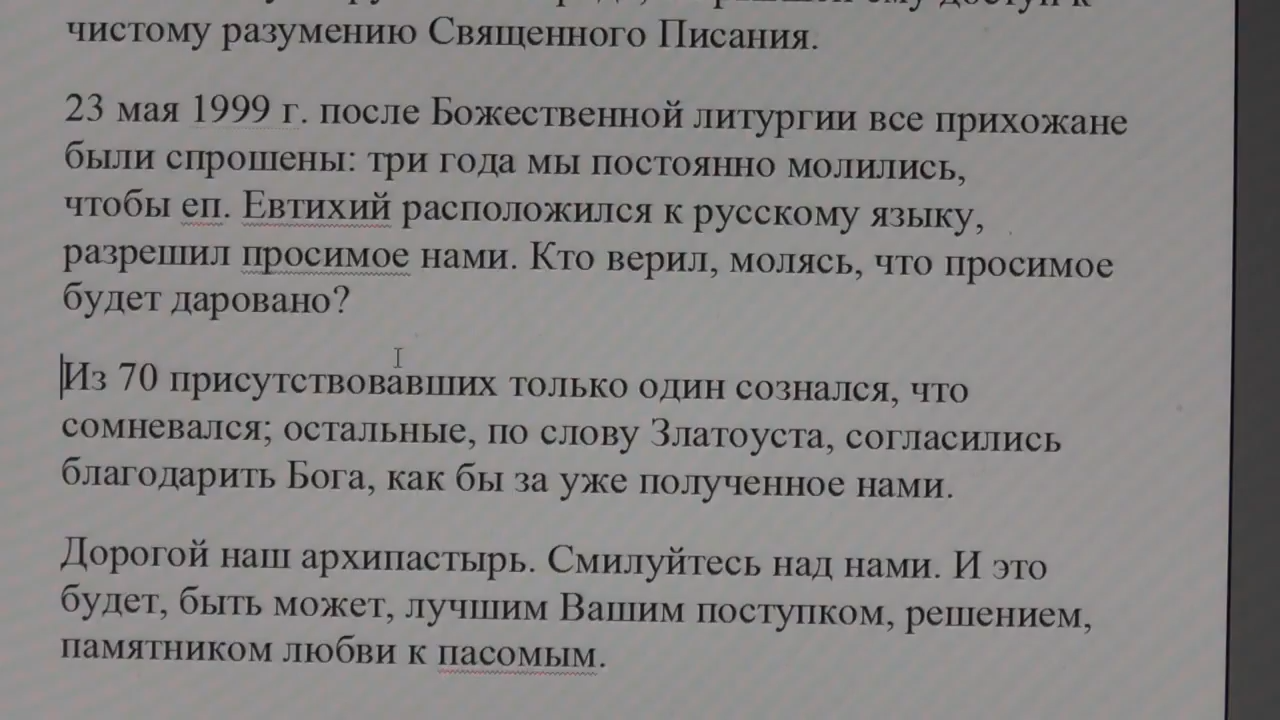 чистому разумению Священного Писания.
23 мая 1999 г. после Божественной литургии все прихожане
были спрошены: три года мы постоянно молились,
чтобы еп. Евтихий расположился к русскому языку,
разрешил просимое нами. Кто верил, молясь, что просимое
будет даровано?
Из 70 присутствовавших только один сознался, что
сомневался; остальные, по слову Златоуста, согласились
благодарить Бога, как бы за уже полученное нами.
Дорогой наш архипастырь. Смилуйтесь над нами. И это
будет, быть может, лучшим Вашим поступком, решением,
памятником любви к пасомым.